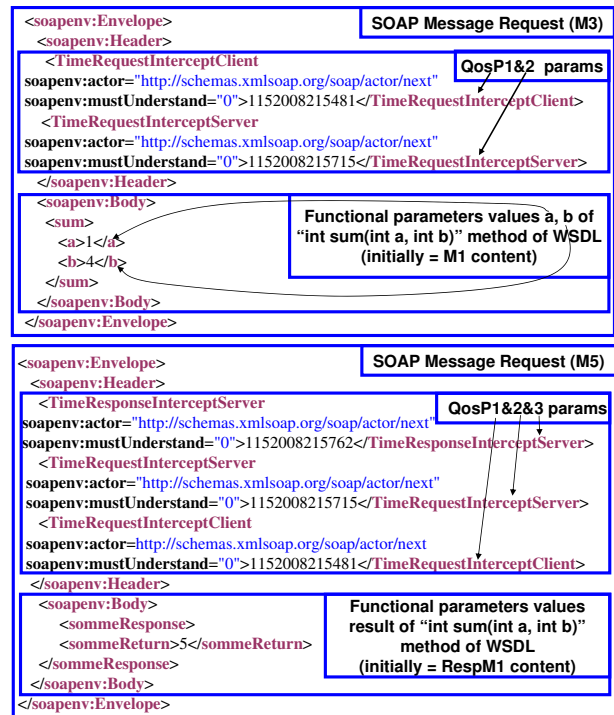 <soapenv:Envelope>
SOAP Message Request (M3)
<soapenv:Header>
<TimeRequestInterceptClient
QosP1&2 params
soapenv:actor="http://schemas.xmlsoap.org/soap/actor/next"
soapenv:mustUnderstand="0">1152008215481</TimeRequestInterceptClient>
<TimeRequestInterceptServer
soapenv:actor="http://schemas.xmlsoap.org/soap/actor/next"
soapenv:mustUnderstand="0">1152008215715</TimeRequestInterceptServer>
</soapenv:Header>
<soapenv:Body>
<sum>
<a>1</a>
<b>4</b>
</sum>
</soapenv:Body>
</soapenv:Envelope>
Functional parameters values a, b of
“int sum(int a, int b)” method of WSDL
(initially = M1 content)
<soapenv:Envelope>
SOAP Message Request (M5)
<soapenv:Header>
<TimeResponseInterceptServer
QosP1&2&3 params
soapenv:actor="http://schemas.xmlsoap.org/soap/actor/next"
soapenv:mustUnderstand="0">1152008215762</TimeResponseInterceptServer>
<TimeRequestInterceptServer
soapenv:actor="http://schemas.xmlsoap.org/soap/actor/next"
soapenv:mustUnderstand="0">1152008215715</TimeRequestInterceptServer>
<TimeRequestInterceptClient
soapenv:actor=http://schemas.xmlsoap.org/soap/actor/next
soapenv:mustUnderstand="0">1152008215481</TimeRequestInterceptClient>
</soapenv:Header>
<soapenv:Body>
<sommeResponse>
<sommeReturn>5</sommeReturn>
</sommeResponse>
</soapenv:Body>
</soapenv:Envelope>
Functional parameters values
result of “int sum(int a, int b)”
method of WSDL
(initially = RespM1 content)